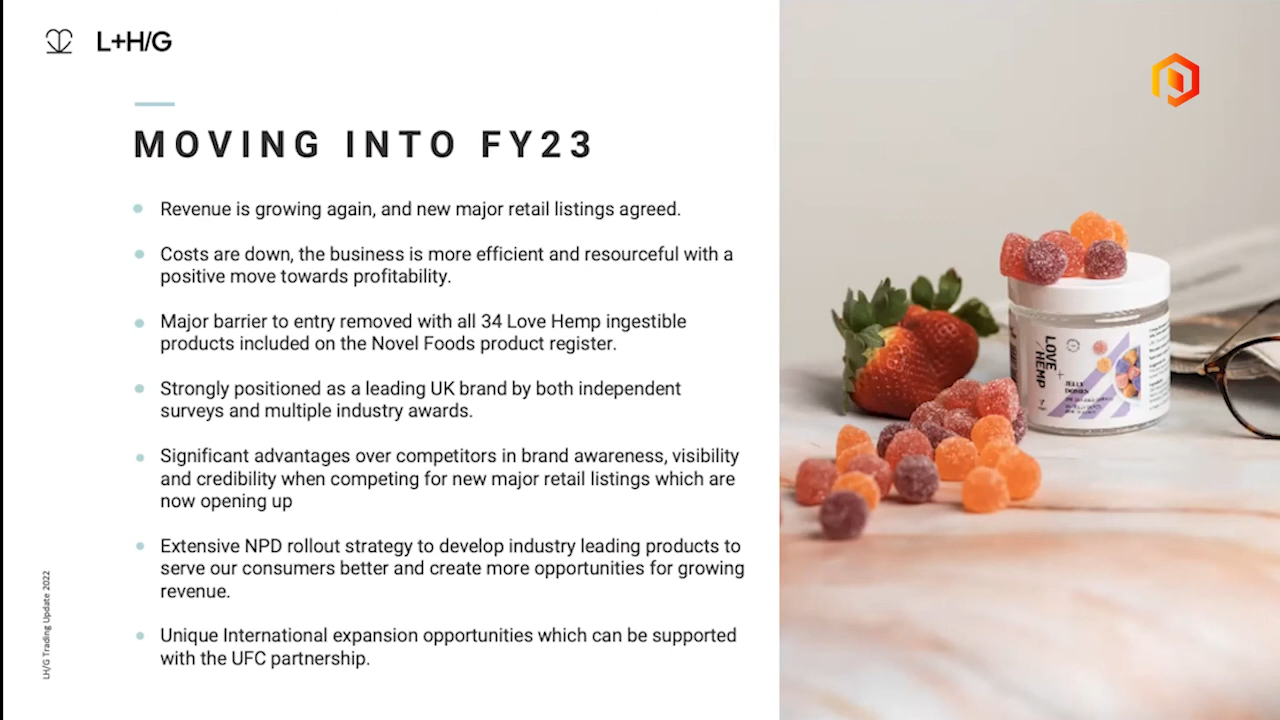 L+H/G
MOVING INTO FY23
Revenue is growing again, and new major retail listings agreed.
Costs are down, the business is more efficient and resourceful with a
positive move towards profitability.
Major barrier to entry removed with all 34 Love Hemp ingestible
products included on the Novel Foods product register.
Strongly positioned as a leading UK brand by both independent
surveys and multiple industry awards.
Significant advantages over competitors in brand awareness, visibility
and credibility when competing for new major retail listings which are
now opening up
Extensive NPD rollout strategy to develop industry leading products to
serve our consumers better and create more opportunities for growing
revenue.
Unique International expansion opportunities which can be supported
with the UFC partnership.
LH/G Trading Update 2022
LOVE
HEMP
JELLY
DOMES